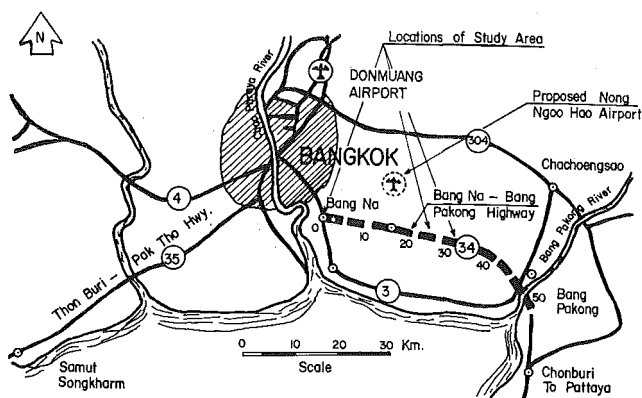 N
Locations of Study Area
DONMUANG
AIRPORT
Proposed Nong
Ngoo Hao Airport
River
BANGKOK
304
Chachoengsao
4
Bang Na
Bang Na - Bang
Pakong Highway
Bang Pakong River
0
10
20
30
34
40
50
Thon Buri - Pak Tho Hwy.
35
3
Bang
Pakong
Samut
Songkharm
0 10 20 30 Km.
Scale
Chonburi
To Pattaya